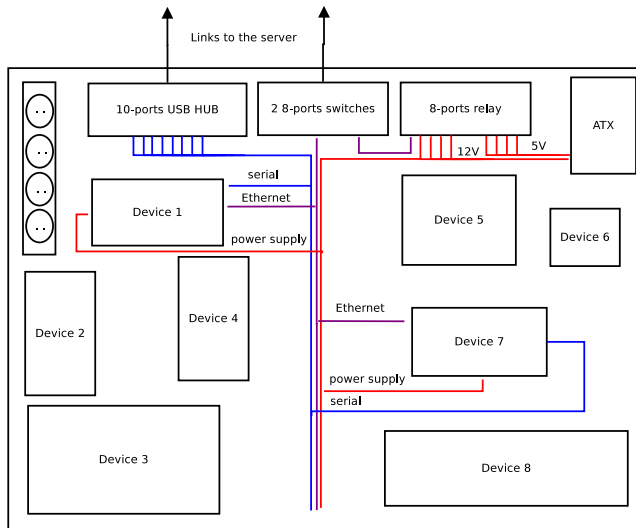 Links to the server
10-ports USB HUB
2 8-ports switches
8-ports relay
ATX
12V
5V
serial
Ethernet
Device 1
power supply
Device 5
Device 6
Device 2
Device 4
Ethernet
Device 7
power supply
serial
Device 3
Device 8